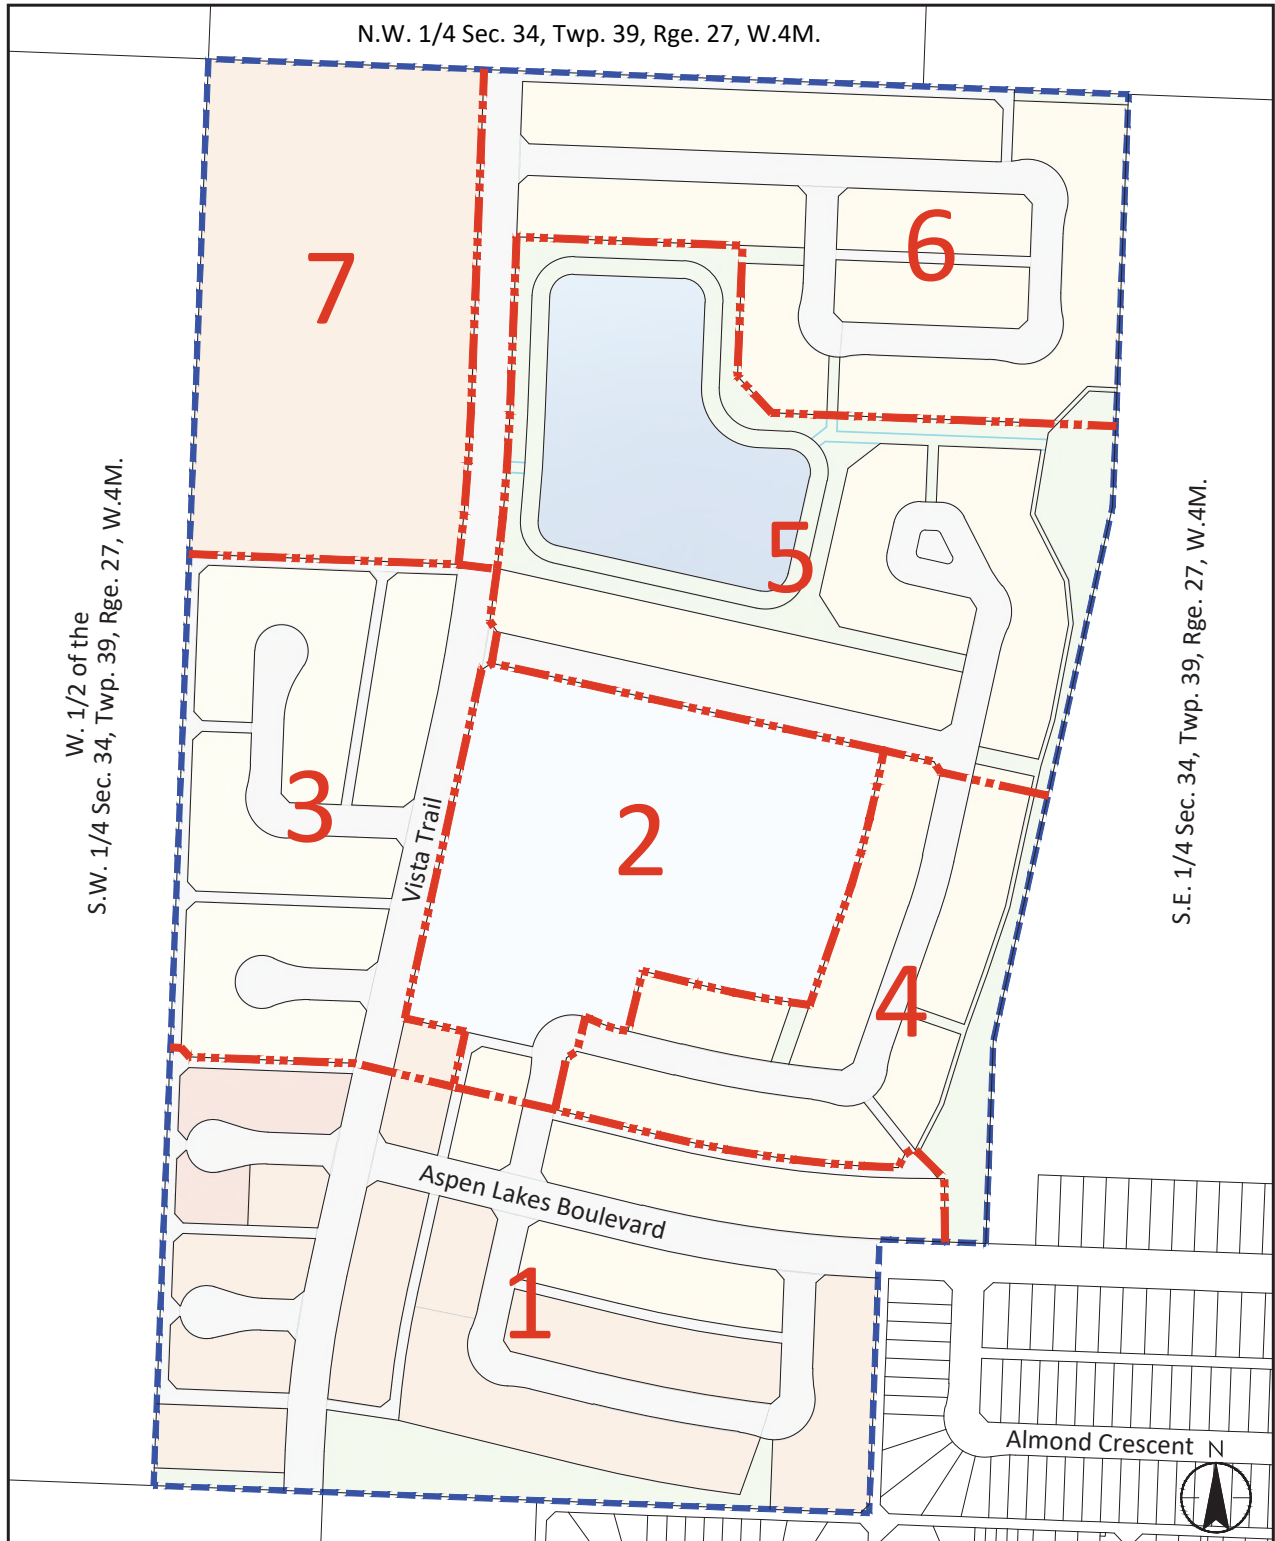 N.W. 1/4 Sec. 34, Twp. 39, Rge. 27, W.4M.
7
6
5
W. 1/2 of the
S.W. 1/4 Sec. 34, Twp. 39, Rge. 27, W.4M.
S.E. 1/4 Sec. 34, Twp. 39, Rge. 27, W.4M.
3
Vista Trail
2
4
Aspen Lakes Boulevard
1
Almond Crescent
N